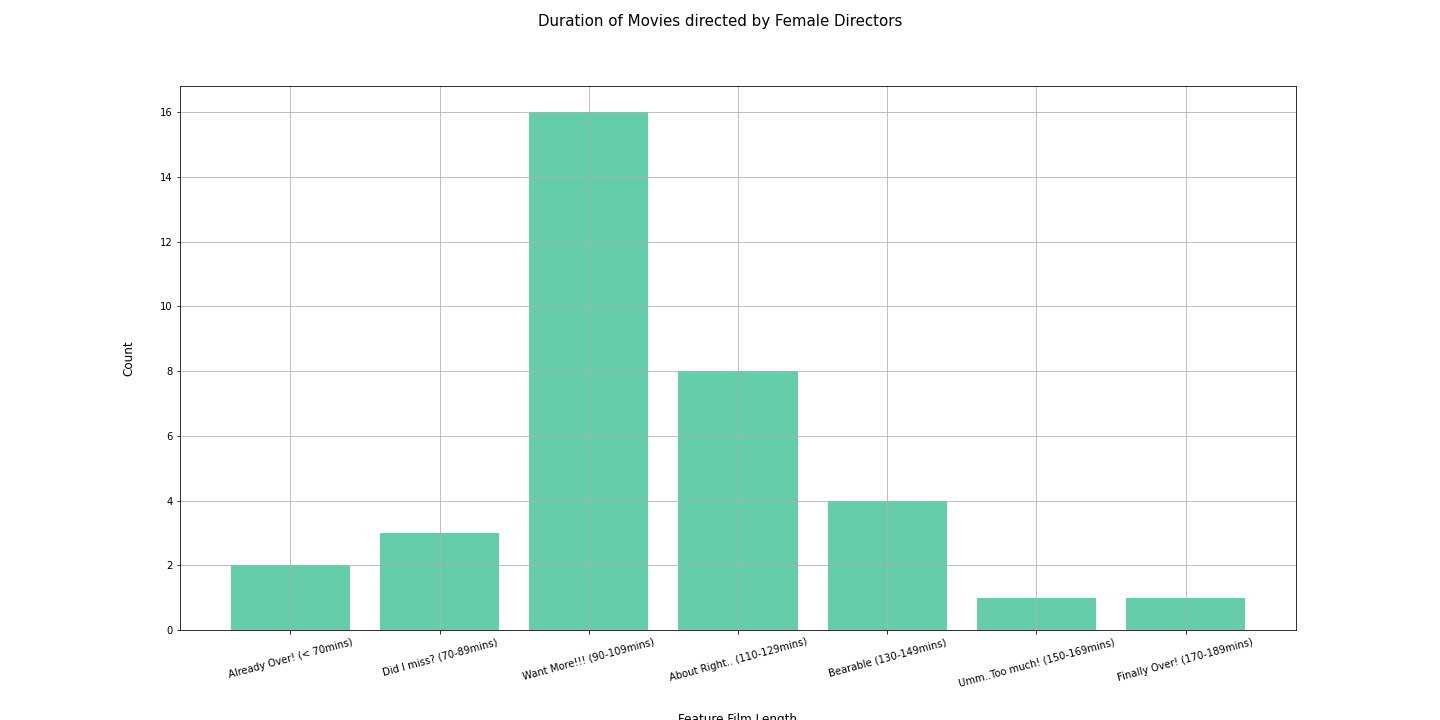 Duration of Movies directed by Female Directors
16
14
12
10
8
6
4
2
0
Count
Already Over! (< 70mins)
Did I miss? (70-89mins)
Want More!!! (90-109mins)
About Right.. (110-129mins)
Bearable (130-149mins)
Umm..Too much! (150-169mins)
Finally Over! (170-189mins)
Feature Film Length